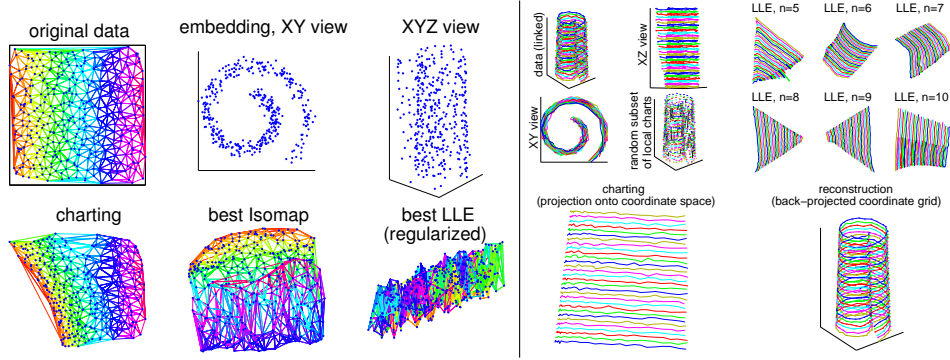 original data
embedding, XY view
XYZ view
charting
best Isomap
best LLE
(regularized)
data (linked)
XZ view
XY view
random subset
of local charts
LLE, n=5
LLE, n=6
LLE, n=7
LLE, n=8
LLE, n=9
LLE, n=10
charting
(projection onto coordinate space)
reconstruction
(back−projected coordinate grid)